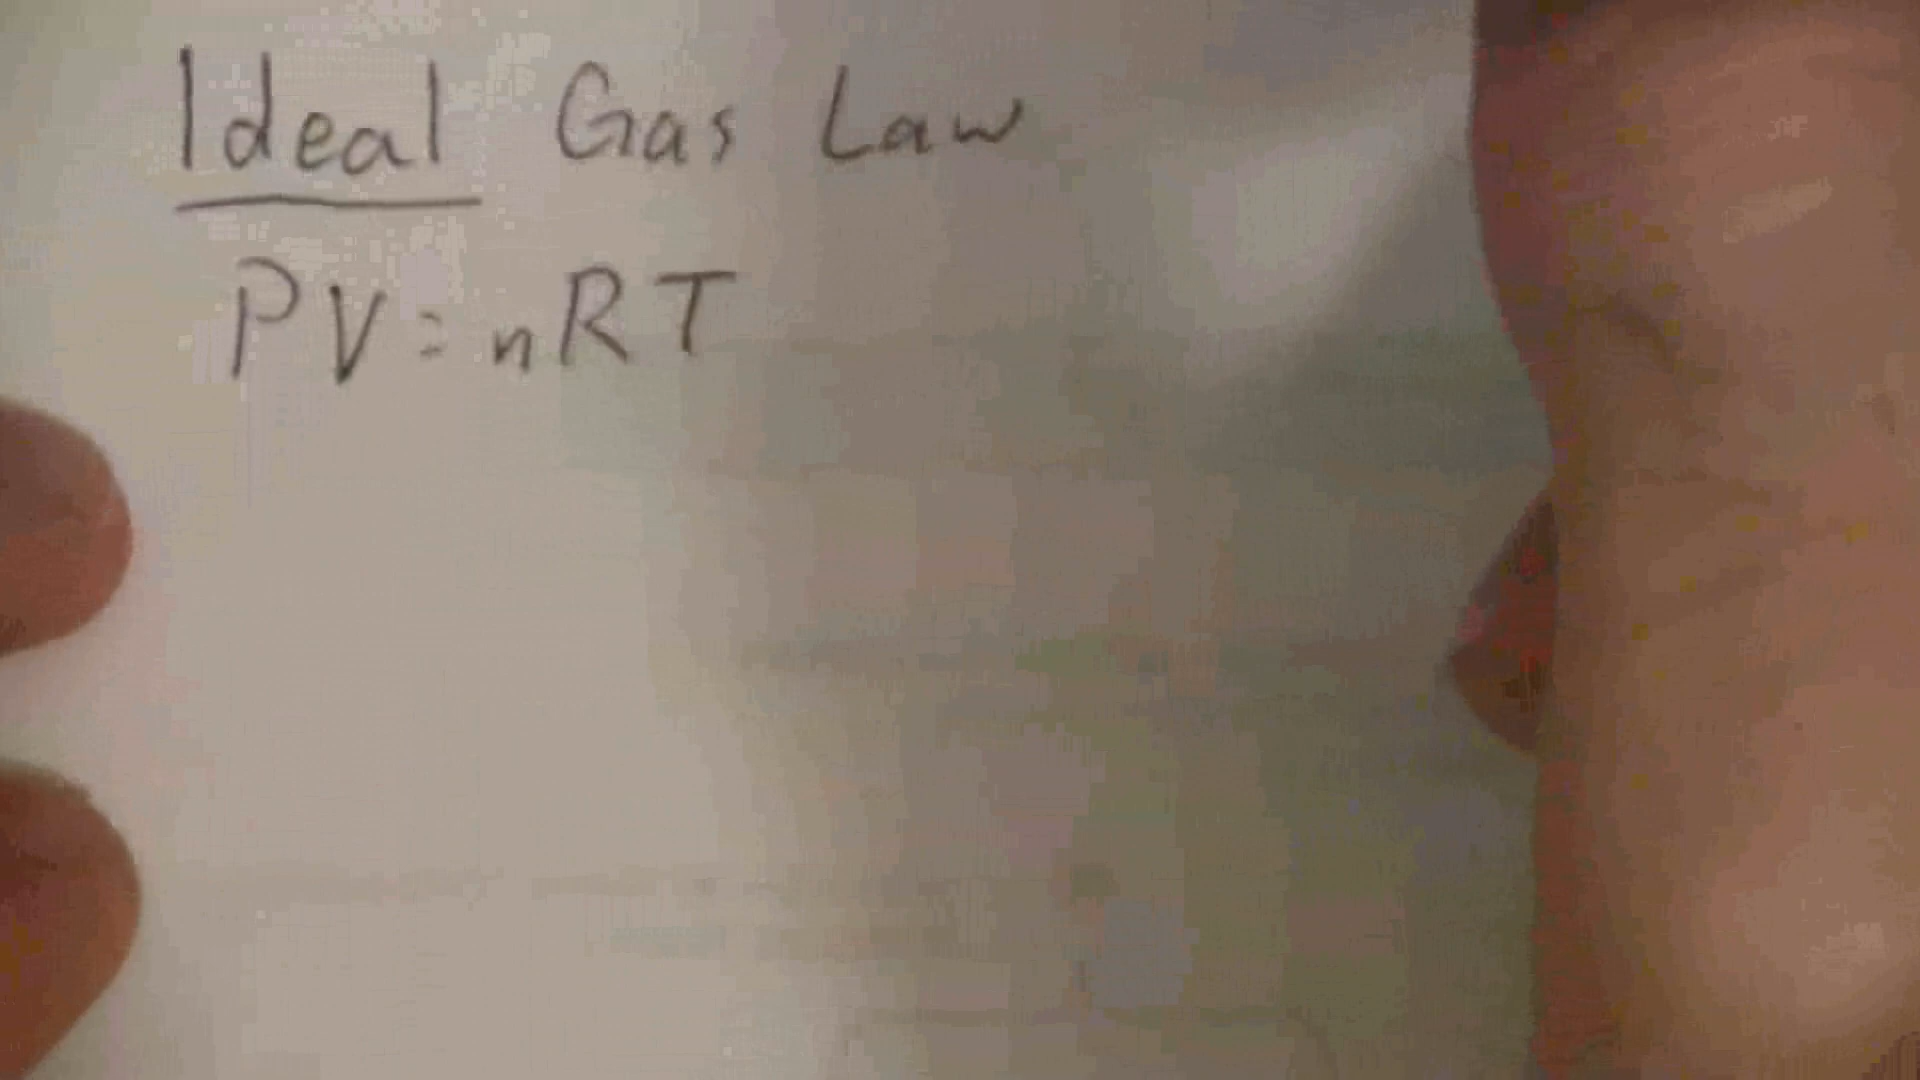 Ideal Gas Law
PV = nRT